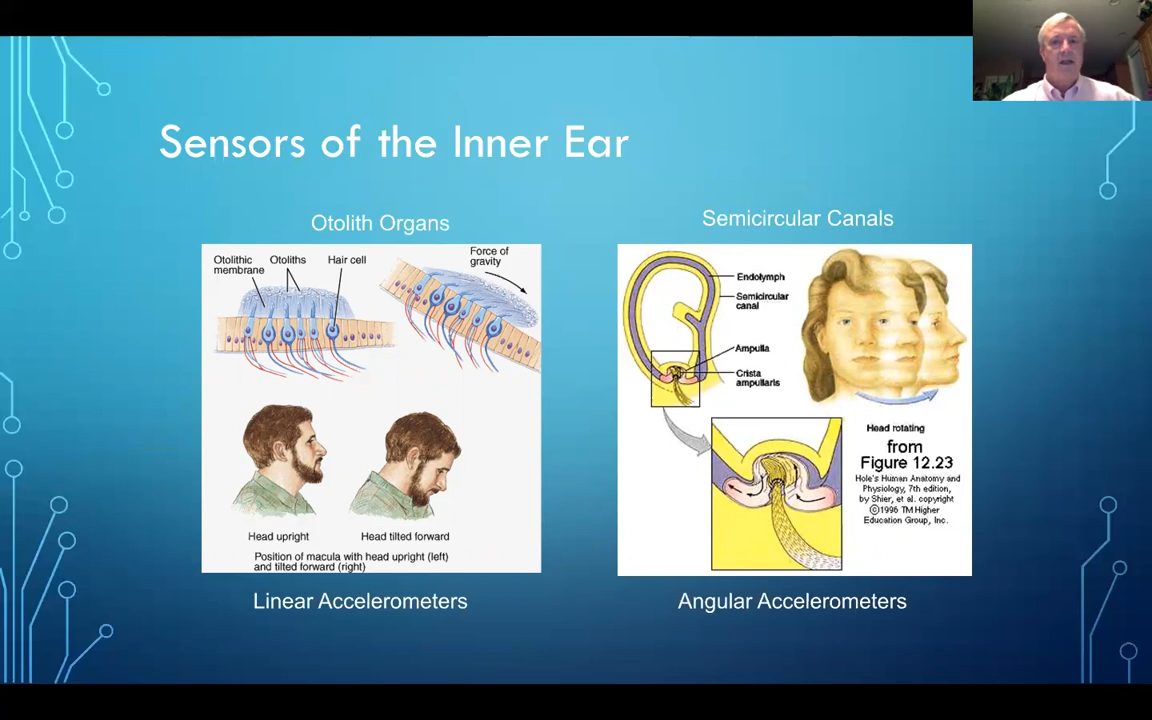 Sensors of the Inner Ear
Otolith Organs
Otolithic
membrane
Otoliths
Hair cell
Force of
gravity
Head upright
Head tilted forward
Position of macula with head upright (left)
and tilted forward (right)
Linear Accelerometers
Semicircular Canals
Endolymph
Semicircular
canal
Ampulla
Crista
ampullaris
Head rotating
from
Figure 12.23
Hole's Human Anatomy and
Physiology, 7th edition,
by Shier, et al. copyright
©1996 TM Higher
Education Group, Inc.
Angular Accelerometers